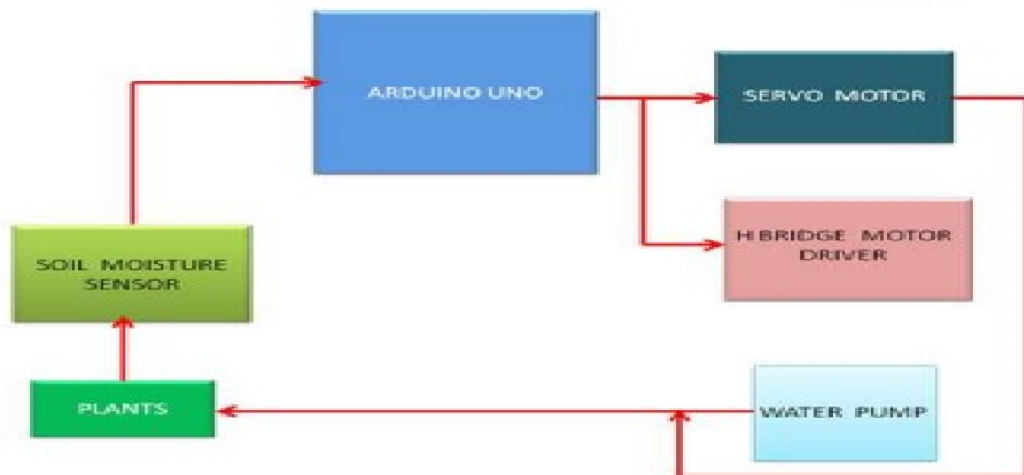 ARDUINO UNO
SERVO MOTOR
H BRIDGE MOTOR
DRIVER
SOIL MOISTURE
SENSOR
PLANTS
WATER PUMP